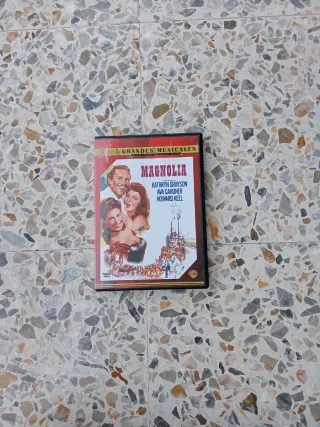 GRANDES MUSICALES
MAGNOLIA
KATHRYN GRAYSON
AVA GARDNER
HOWARD KEEL